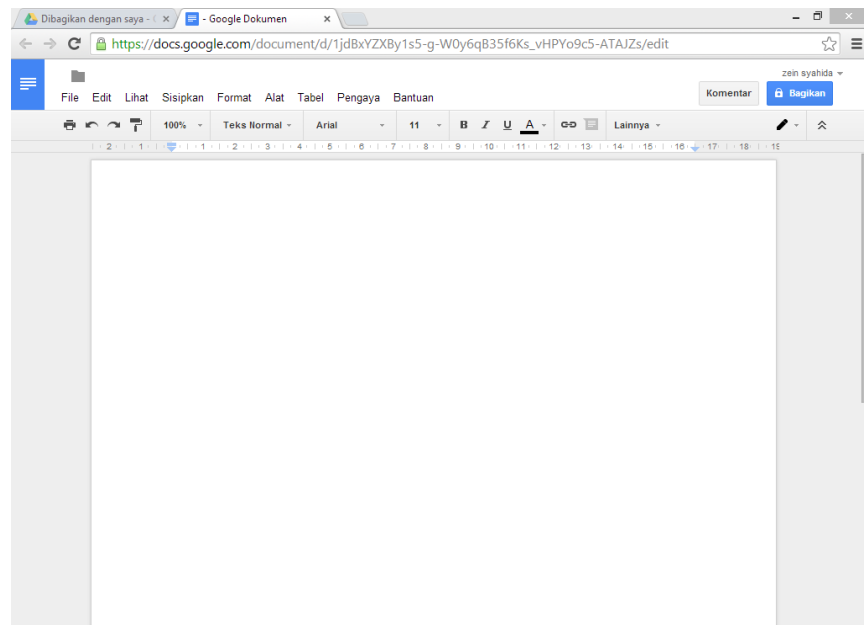 Dibagikan dengan saya -
- Google Dokumen
https://docs.google.com/document/d/1jdBxYZXBy1s5-g-W0y6qB35f6Ks_vHPYo9c5-ATAJZs/edit
zein syahida
File Edit Lihat Sisipkan Format Alat Tabel Pengaya Bantuan
Komentar Bagikan
100% Teks Normal Arial 11 B I U A Lainnya
2 1 1 2 3 4 5 6 7 8 9 10 11 12 13 14 15 16 17 18 19